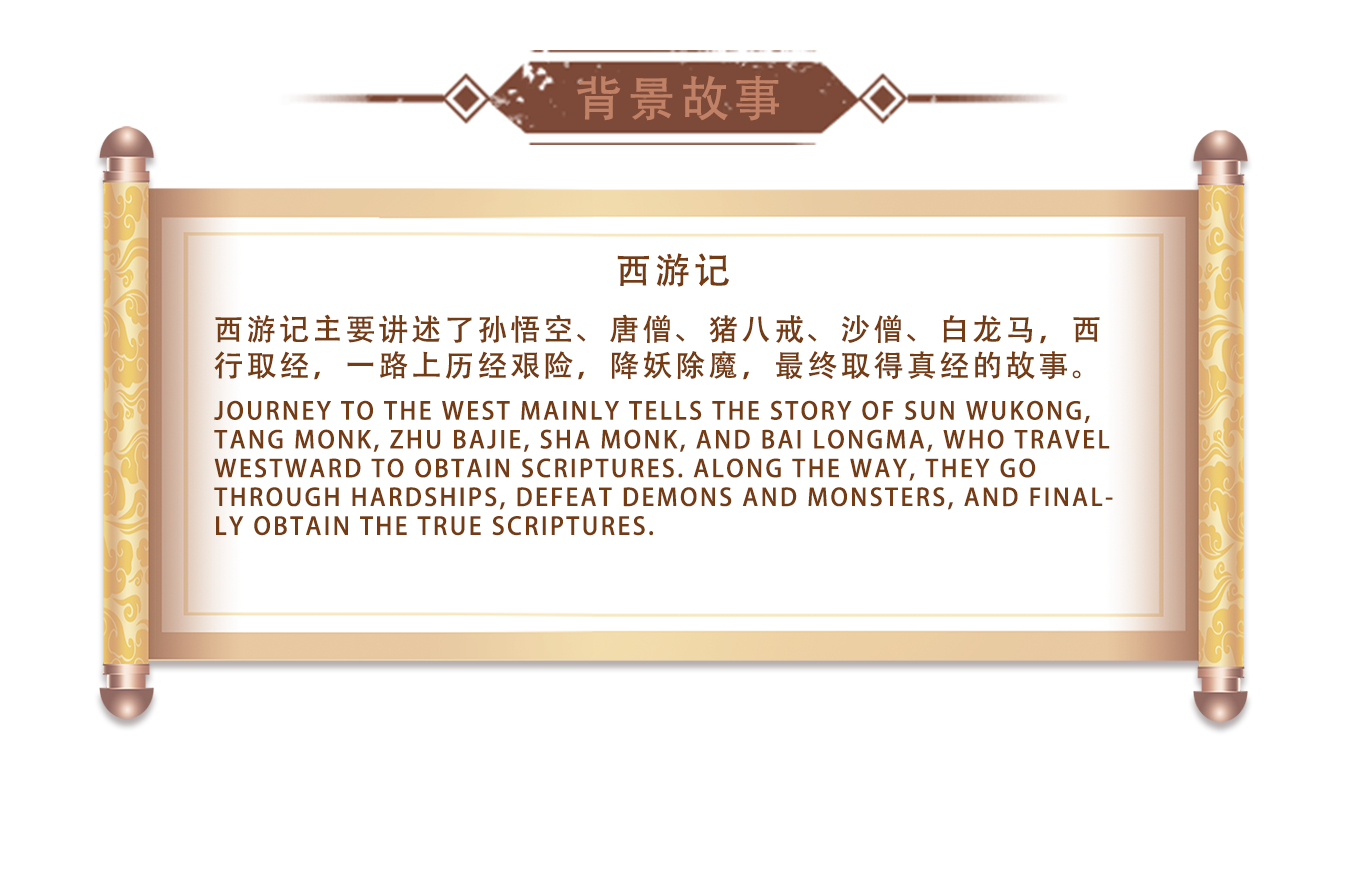 背景故事
西游记
西游记主要讲述了孙悟空、唐僧、猪八戒、沙僧、白龙马，西
行取经，一路上历经艰险，降妖除魔，最终取得真经的故事。
JOURNEY TO THE WEST MAINLY TELLS THE STORY OF SUN WUKONG,
TANG MONK, ZHU BAJIE, SHA MONK, AND BAI LONGMA, WHO TRAVEL
WESTWARD TO OBTAIN SCRIPTURES. ALONG THE WAY, THEY GO
THROUGH HARDSHIPS, DEFEAT DEMONS AND MONSTERS, AND FINAL-
LY OBTAIN THE TRUE SCRIPTURES.